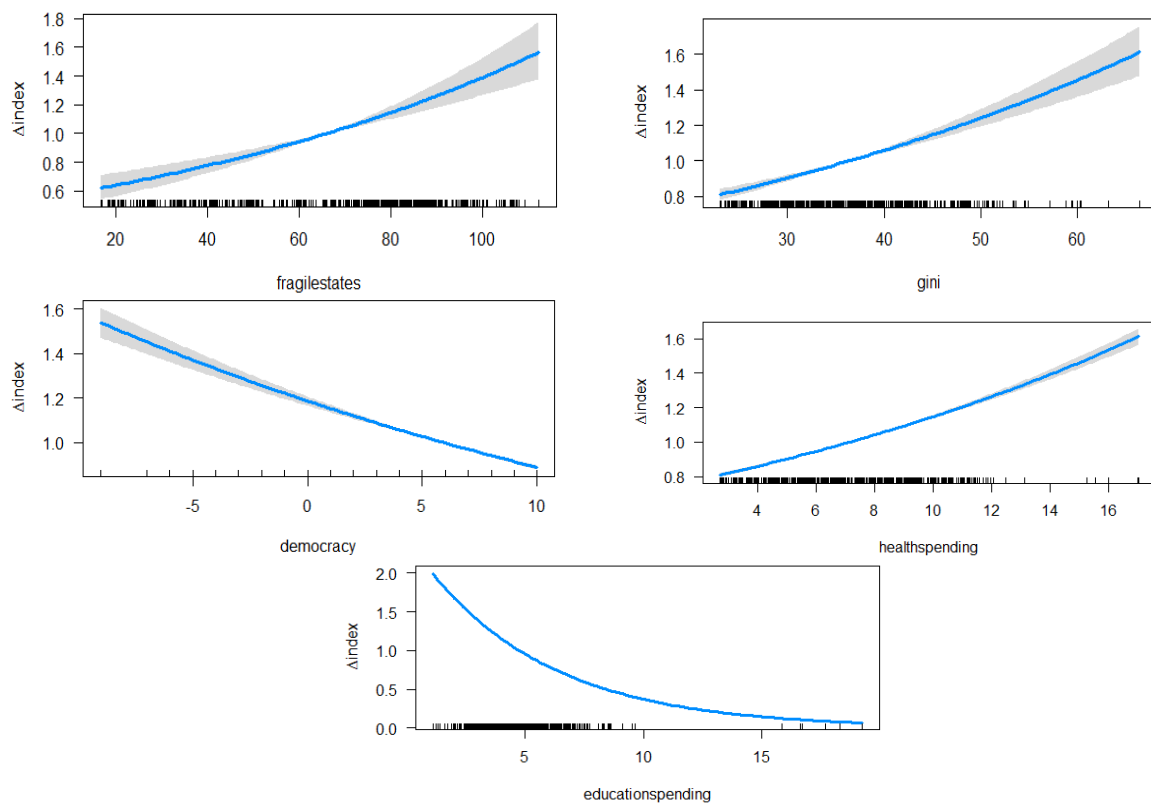 1.8
1.6
1.4
1.2
1.0
0.8
0.6
Δindex
20 40 60 80 100
fragilestates
1.6
1.4
1.2
1.0
0.8
Δindex
30 40 50 60
gini
1.6
1.4
1.2
1.0
Δindex
-5 0 5 10
democracy
1.6
1.4
1.2
1.0
0.8
Δindex
4 6 8 10 12 14 16
healthspending
2.0
1.5
1.0
0.5
0.0
Δindex
5 10 15
educationspending